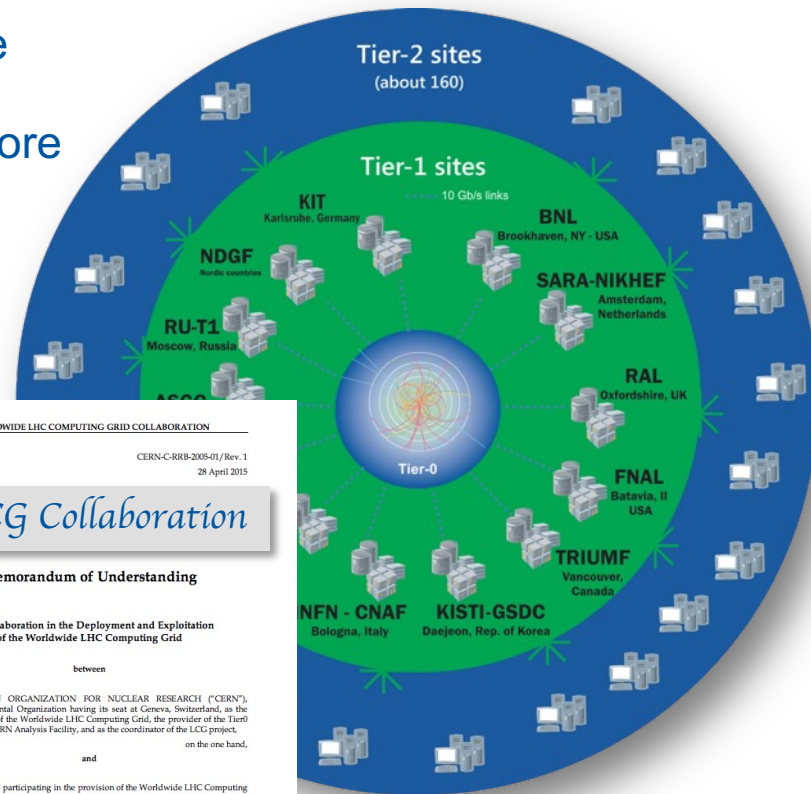 e
ore
Tier-2 sites
(about 160)
Tier-1 sites
10 Gb/s links
KIT
Karlsruhe, Germany
BNL
Brookhaven, NY - USA
NDGF
Nordic countries
SARA-NIKHEF
Amsterdam,
Netherlands
RU-T1
Moscow, Russia
RAL
Oxfordshire, UK
Tier-0
FNAL
Batavia, Il
USA
TRIUMF
Vancouver,
Canada
NFN - CNAF
Bologna, Italy
KISTI-GSDC
Daejeon, Rep. of Korea
DWIDE LHC COMPUTING GRID COLLABORATION
CERN-C-RRB-2005-01/Rev. 1
28 April 2015
CG Collaboration
emorandum of Understanding
aboration in the Deployment and Exploitation
of the Worldwide LHC Computing Grid
between
N ORGANIZATION FOR NUCLEAR RESEARCH ("CERN"),
ntal Organization having its seat at Geneva, Switzerland, as the
of the Worldwide LHC Computing Grid, the provider of the Tier0
RN Analysis Facility, and as the coordinator of the LCG project,
on the one hand,
and
participating in the provision of the Worldwide LHC Computing